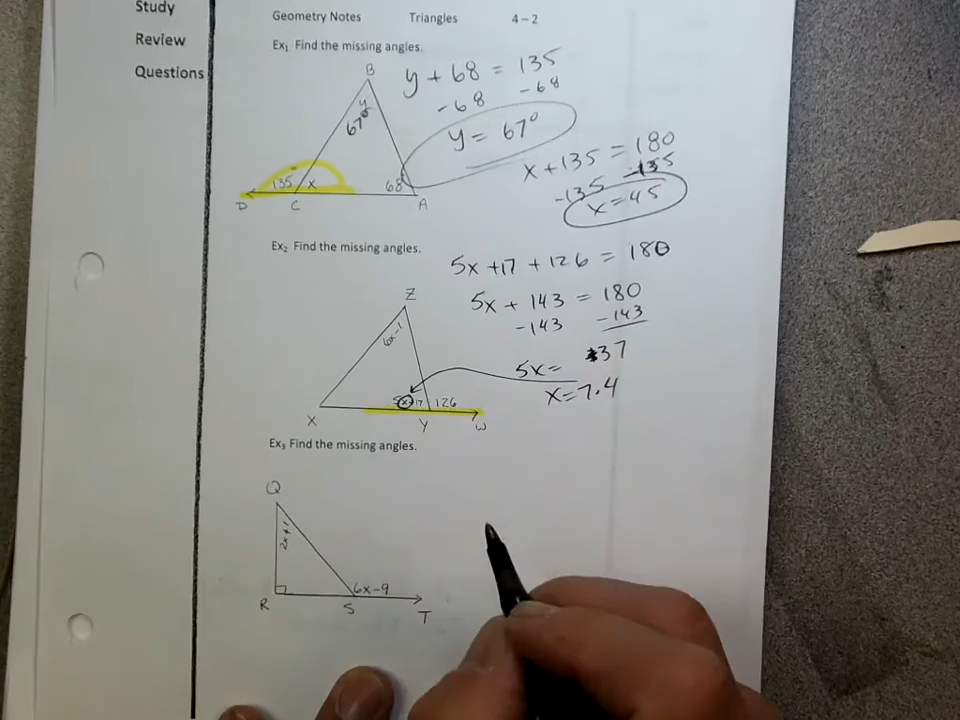 Study
Review
Questions
Geometry Notes Triangles 4-2
Ex1 Find the missing angles.
B
y
67°
135
x
68
D
C
A
y + 68 = 135
-68 -68
y = 67°
x + 135 = 180
-135 -135
x = 45
Ex2 Find the missing angles.
Z
6x-1
5x+17
126
X
Y
W
5x +17 + 126 = 180
5x + 143 = 180
-143 -143
5x = 37
x = 7.4
Ex3 Find the missing angles.
Q
2x+1
6x-9
R
S
T